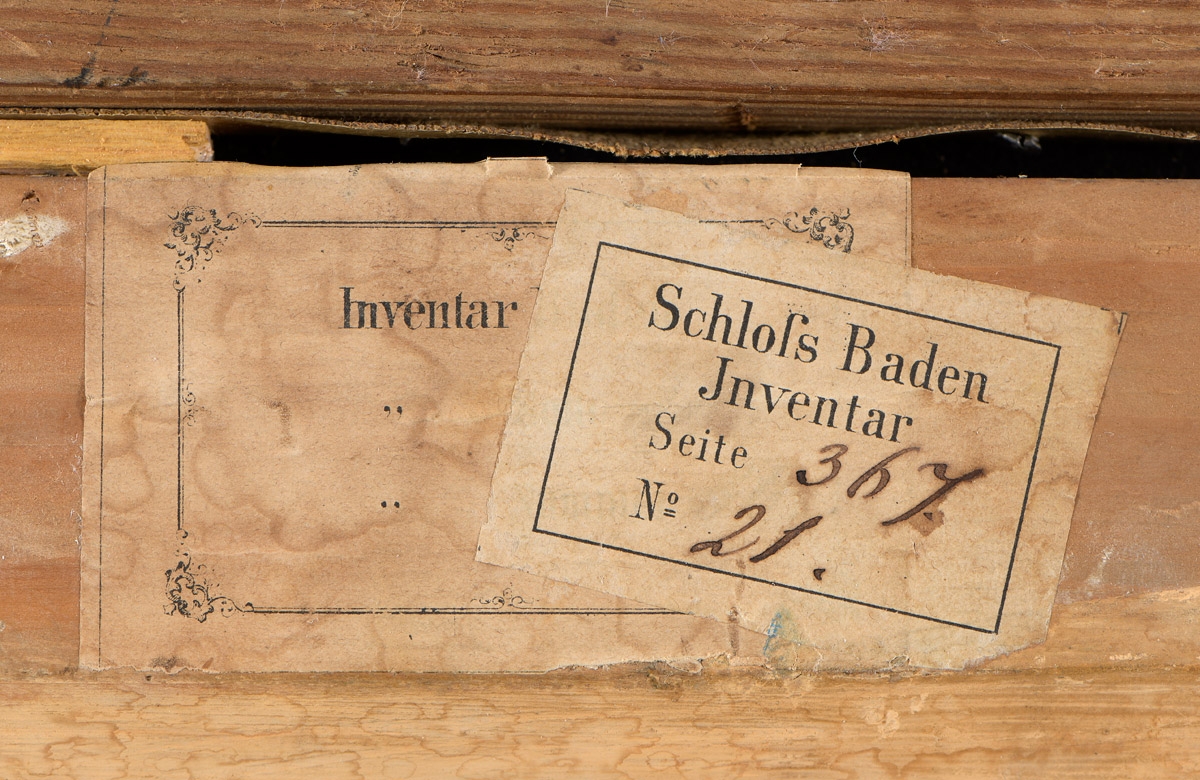 Inventar
„
„
Schloſs Baden
Jnventar
Seite 367.
Nº 21.